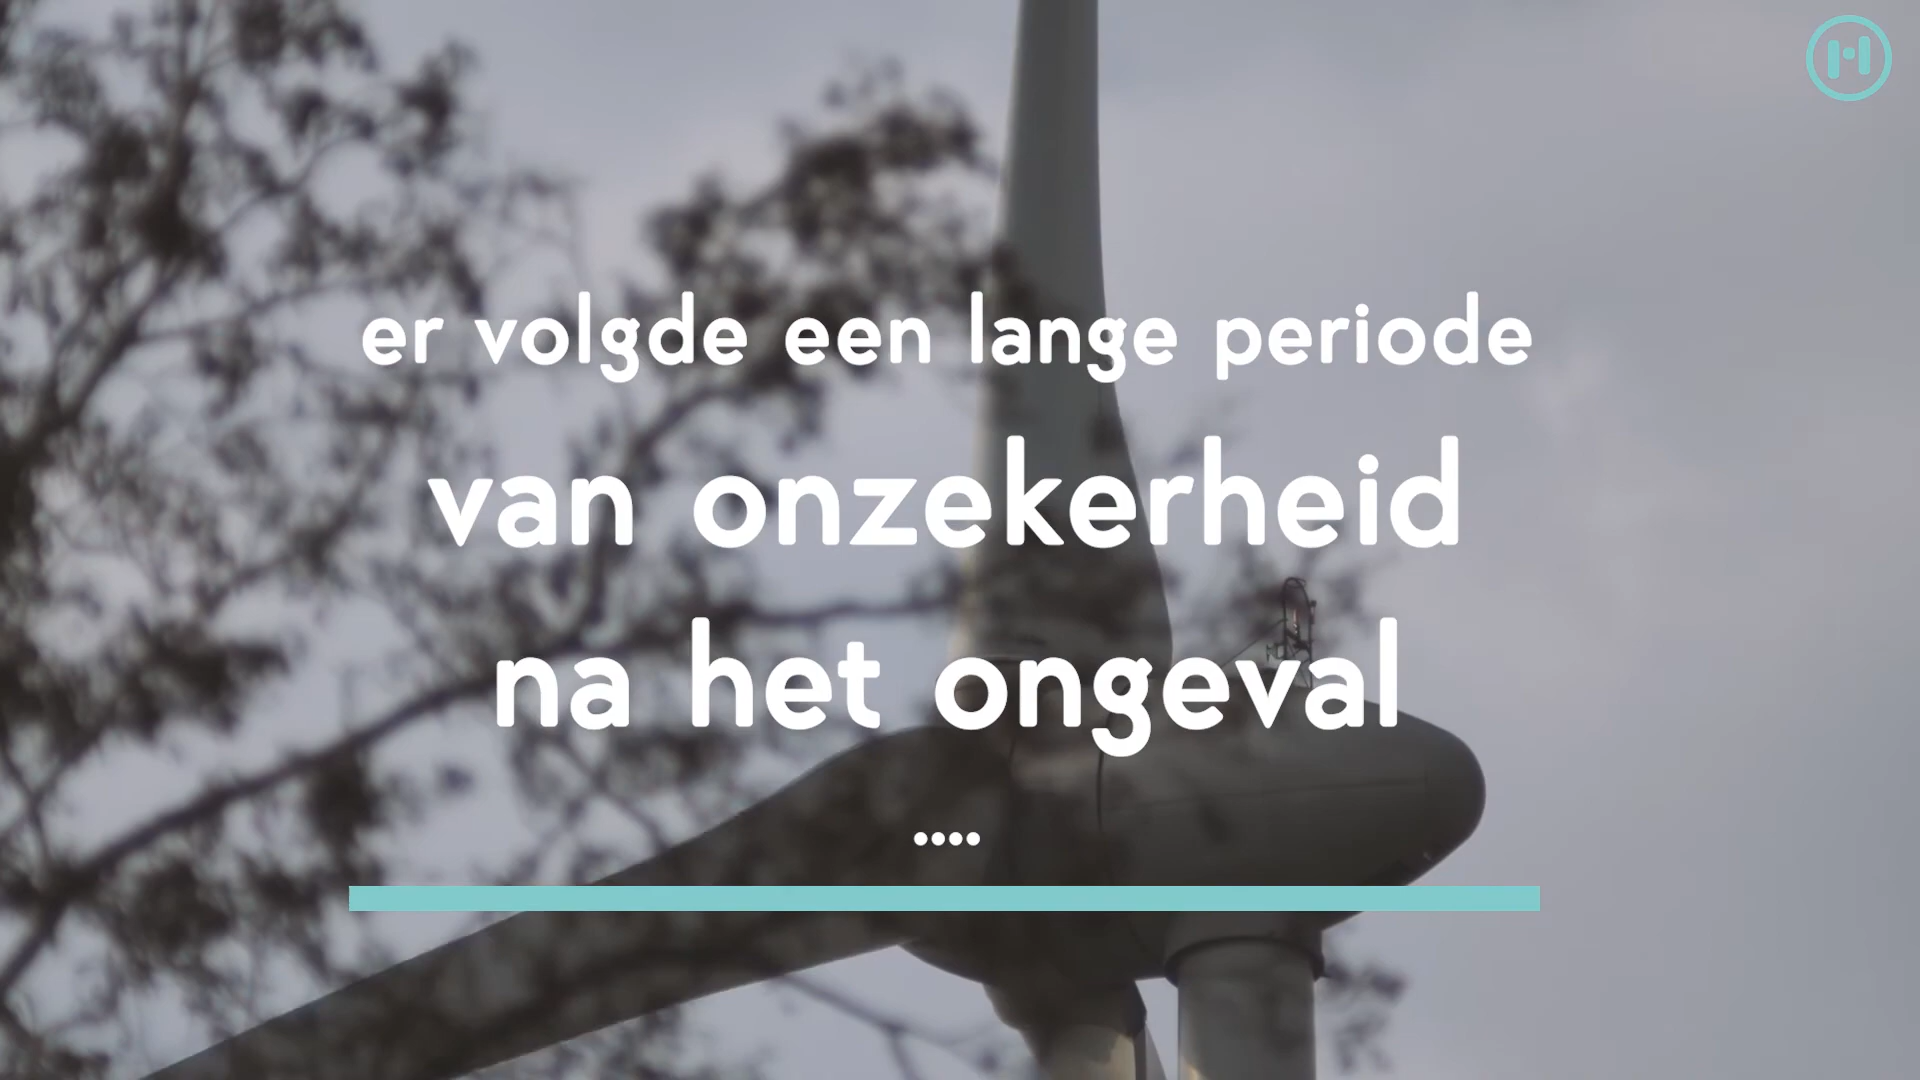 er volgde een lange periode
van onzekerheid
na het ongeval
....